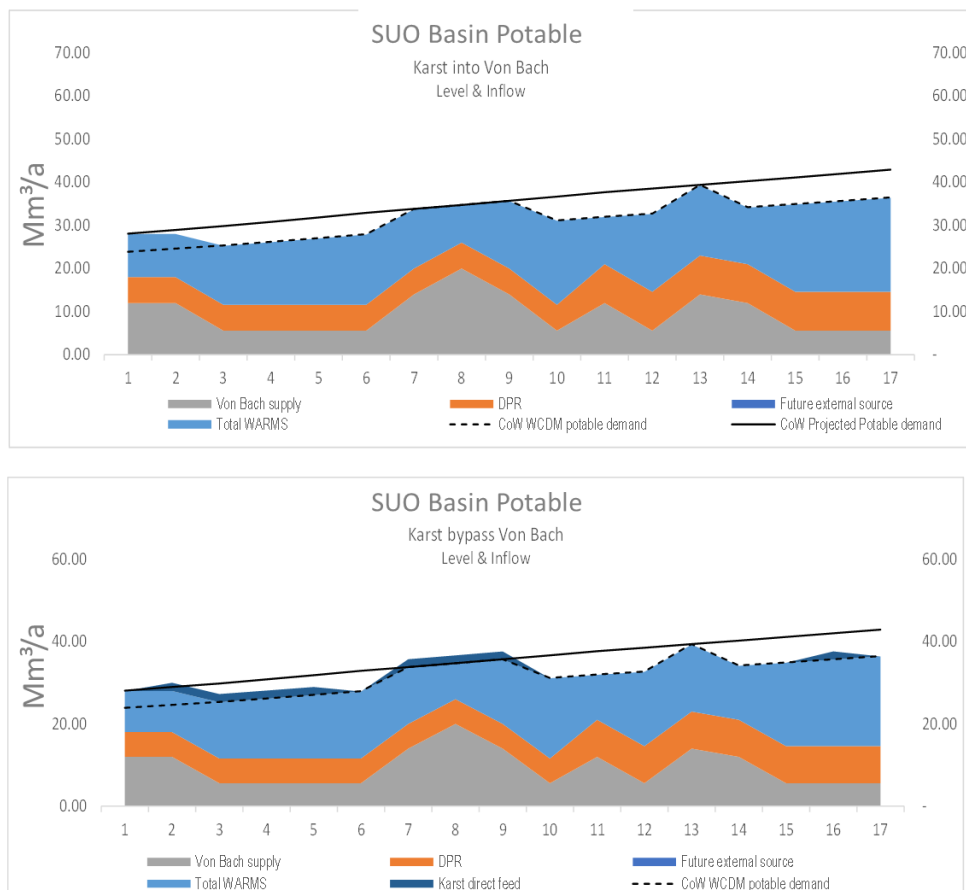 SUO Basin Potable
Karst into Von Bach
Level & Inflow
Mm³/a
70.00 70.00
60.00 60.00
50.00 50.00
40.00 40.00
30.00 30.00
20.00 20.00
10.00 10.00
0.00 -
1 2 3 4 5 6 7 8 9 10 11 12 13 14 15 16 17
Von Bach supply DPR Future external source
Total WARMS CoW WCDM potable demand CoW Projected Potable demand
SUO Basin Potable
Karst bypass Von Bach
Level & Inflow
Mm³/a
60.00 60.00
40.00 40.00
20.00 20.00
0.00 -
1 2 3 4 5 6 7 8 9 10 11 12 13 14 15 16 17
Von Bach supply DPR Future external source
Total WARMS Karst direct feed CoW WCDM potable demand